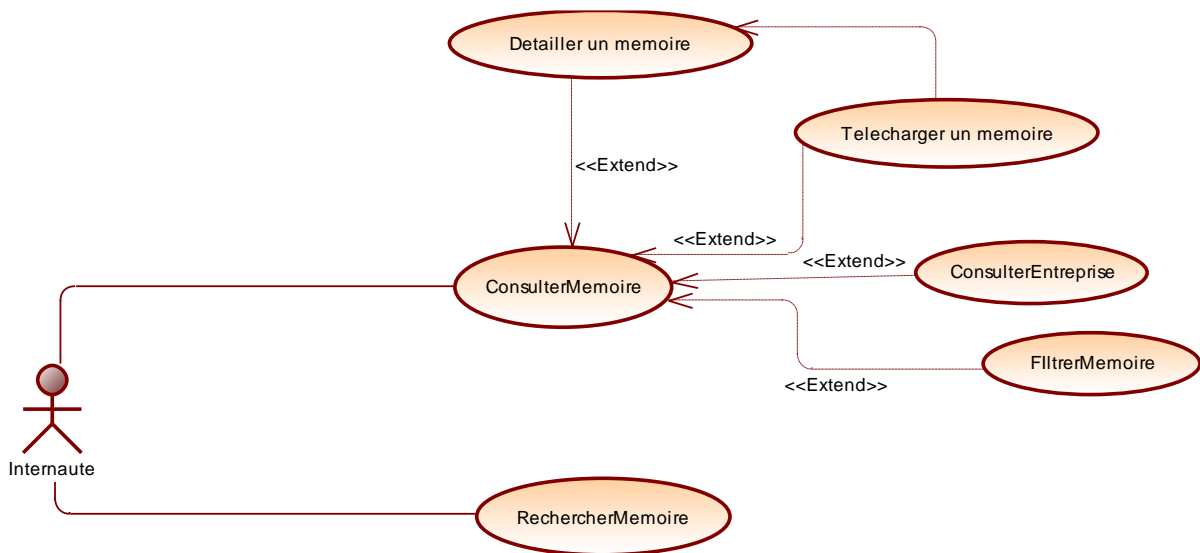 Detailler un memoire
Telecharger un memoire
<<Extend>>
<<Extend>>
<<Extend>>
ConsulterEntreprise
ConsulterMemoire
FIltrerMemoire
<<Extend>>
Internaute
RechercherMemoire